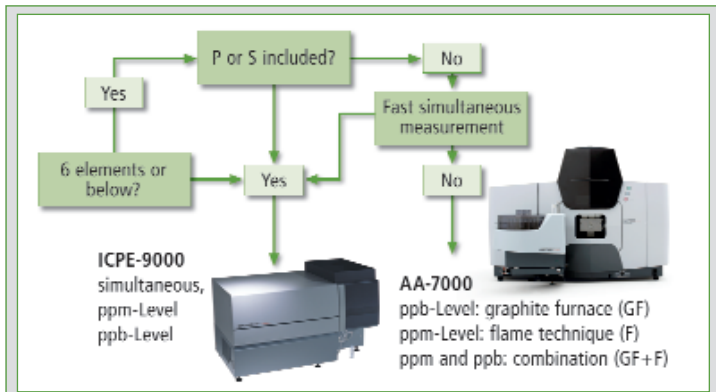 P or S included?
No
Yes
Fast simultaneous
measurement
6 elements or
below?
Yes
No
ICPE-9000
simultaneous,
ppm-Level
ppb-Level
AA-7000
ppb-Level: graphite furnace (GF)
ppm-Level: flame technique (F)
ppm and ppb: combination (GF+F)